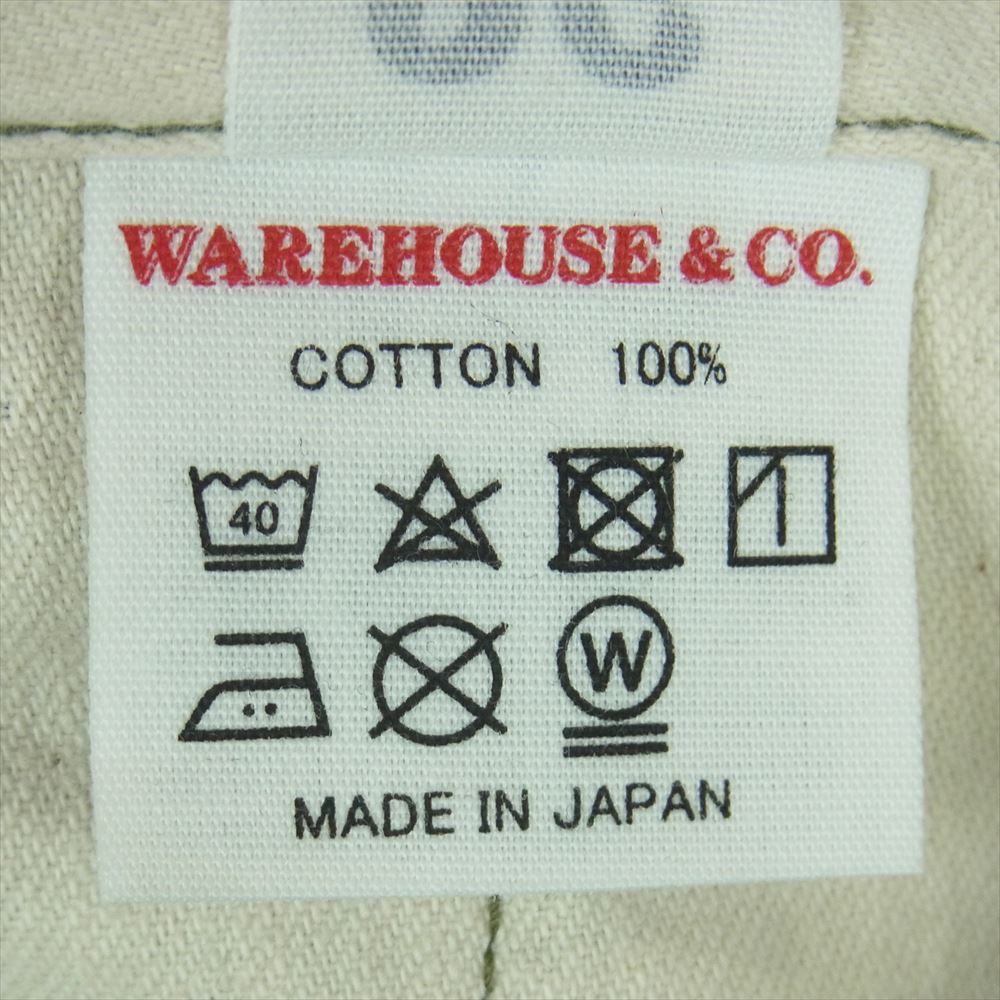 WAREHOUSE & CO.
COTTON 100%
40
W
MADE IN JAPAN